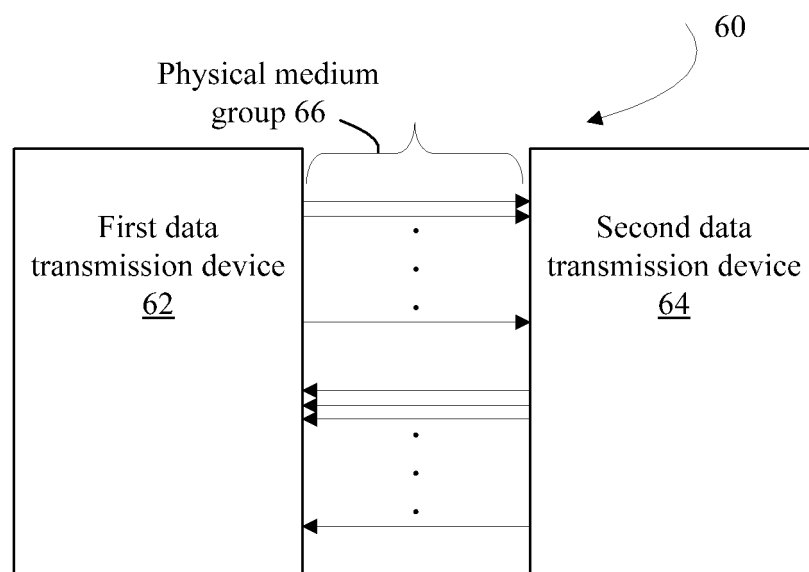 60
Physical medium
group 66
First data
transmission device
62
Second data
transmission device
64